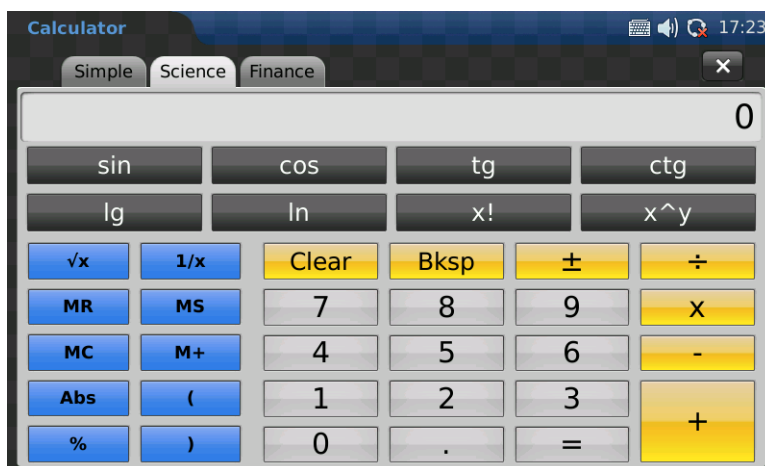 Calculator 17:23
Simple Science Finance ×
0
sin cos tg ctg
lg ln x! x^y
√x 1/x Clear Bksp ± ÷
MR MS 7 8 9 x
MC M+ 4 5 6 -
Abs ( 1 2 3 +
% ) 0 . =